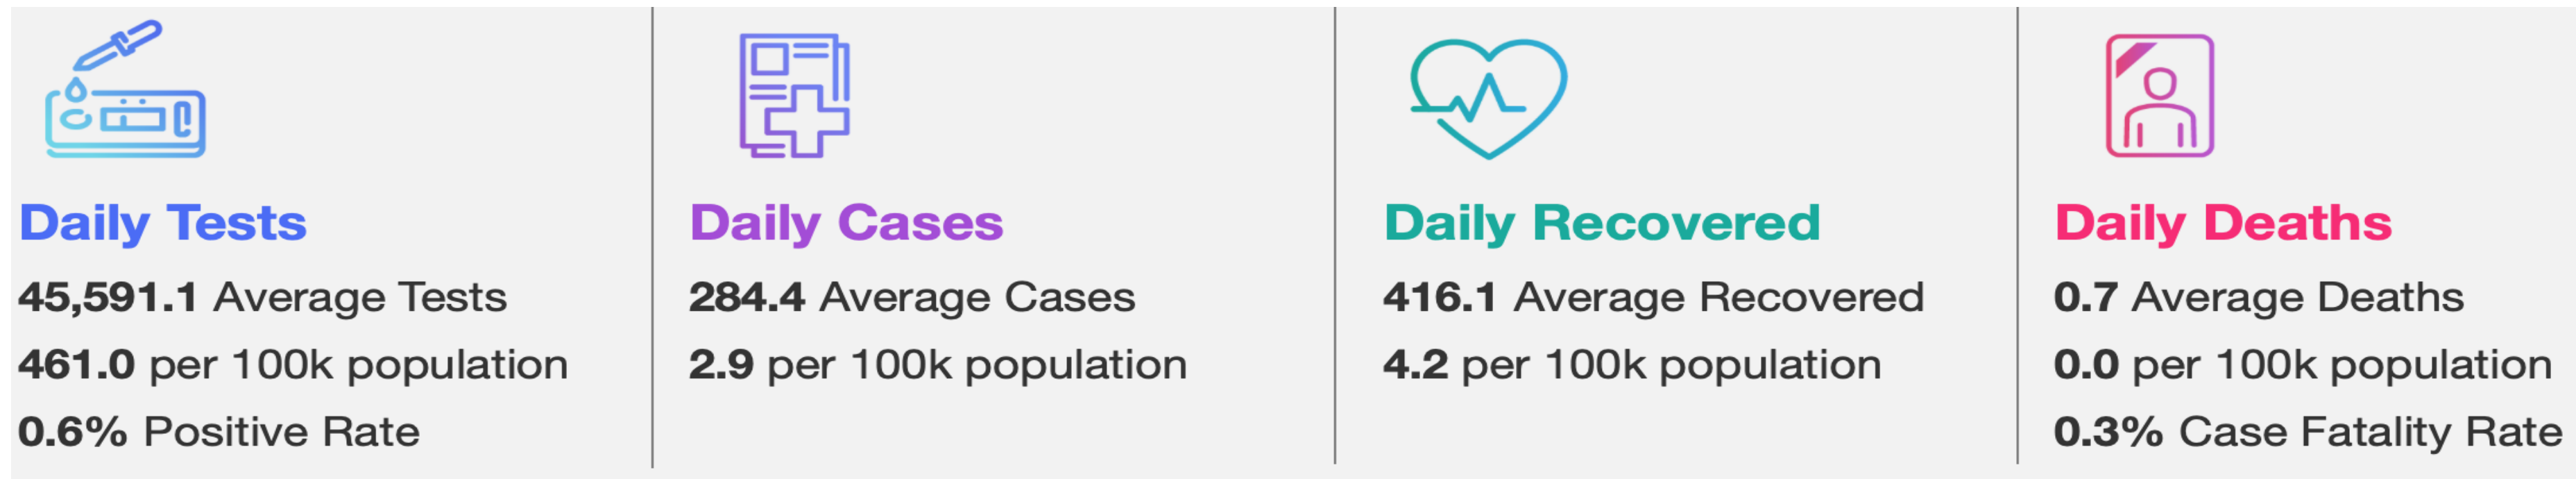 Daily Tests
45,591.1 Average Tests
461.0 per 100k population
0.6% Positive Rate
Daily Cases
284.4 Average Cases
2.9 per 100k population
Daily Recovered
416.1 Average Recovered
4.2 per 100k population
Daily Deaths
0.7 Average Deaths
0.0 per 100k population
0.3% Case Fatality Rate